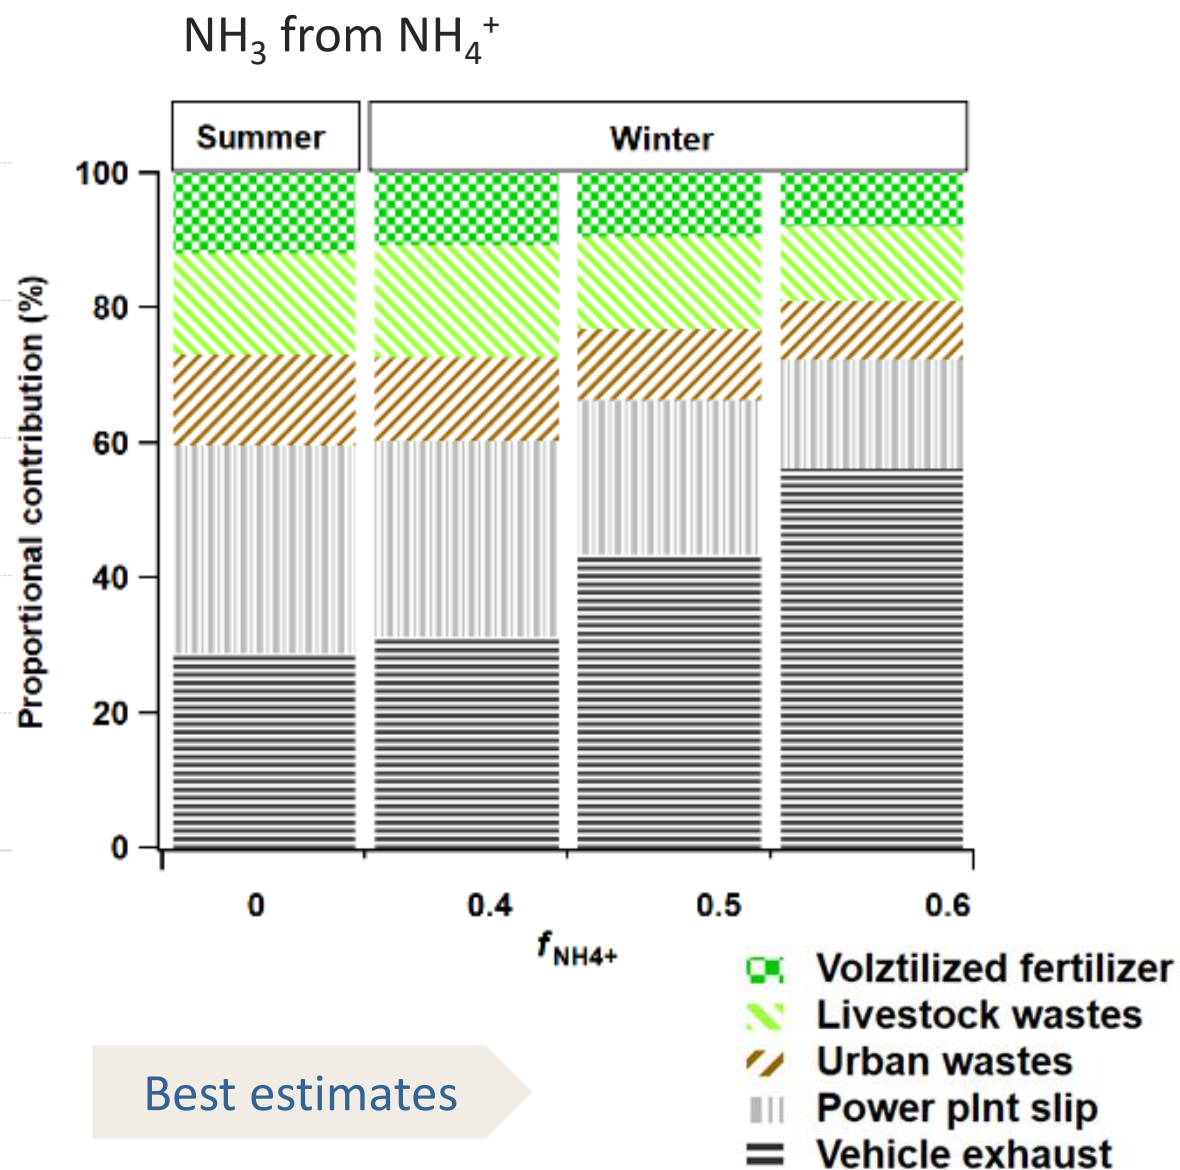 NH₃ from NH₄⁺
Summer
Winter
Proportional contribution (%)
100
80
60
40
20
0
0 0.4 0.5 0.6
f NH4+
Volztilized fertilizer
Livestock wastes
Urban wastes
Power plnt slip
Vehicle exhaust
Best estimates